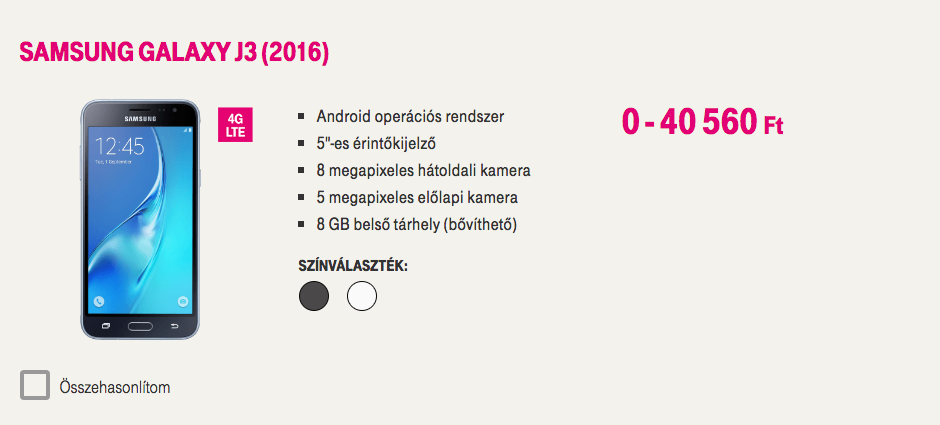 SAMSUNG GALAXY J3 (2016)
SAMSUNG
12:45
Tue, 1 September
4G
LTE
Android operációs rendszer
5"-es érintőkijelző
8 megapixeles hátoldali kamera
5 megapixeles előlapi kamera
8 GB belső tárhely (bővíthető)
0 - 40 560 Ft
SZÍNVÁLASZTÉK:
Összehasonlítom